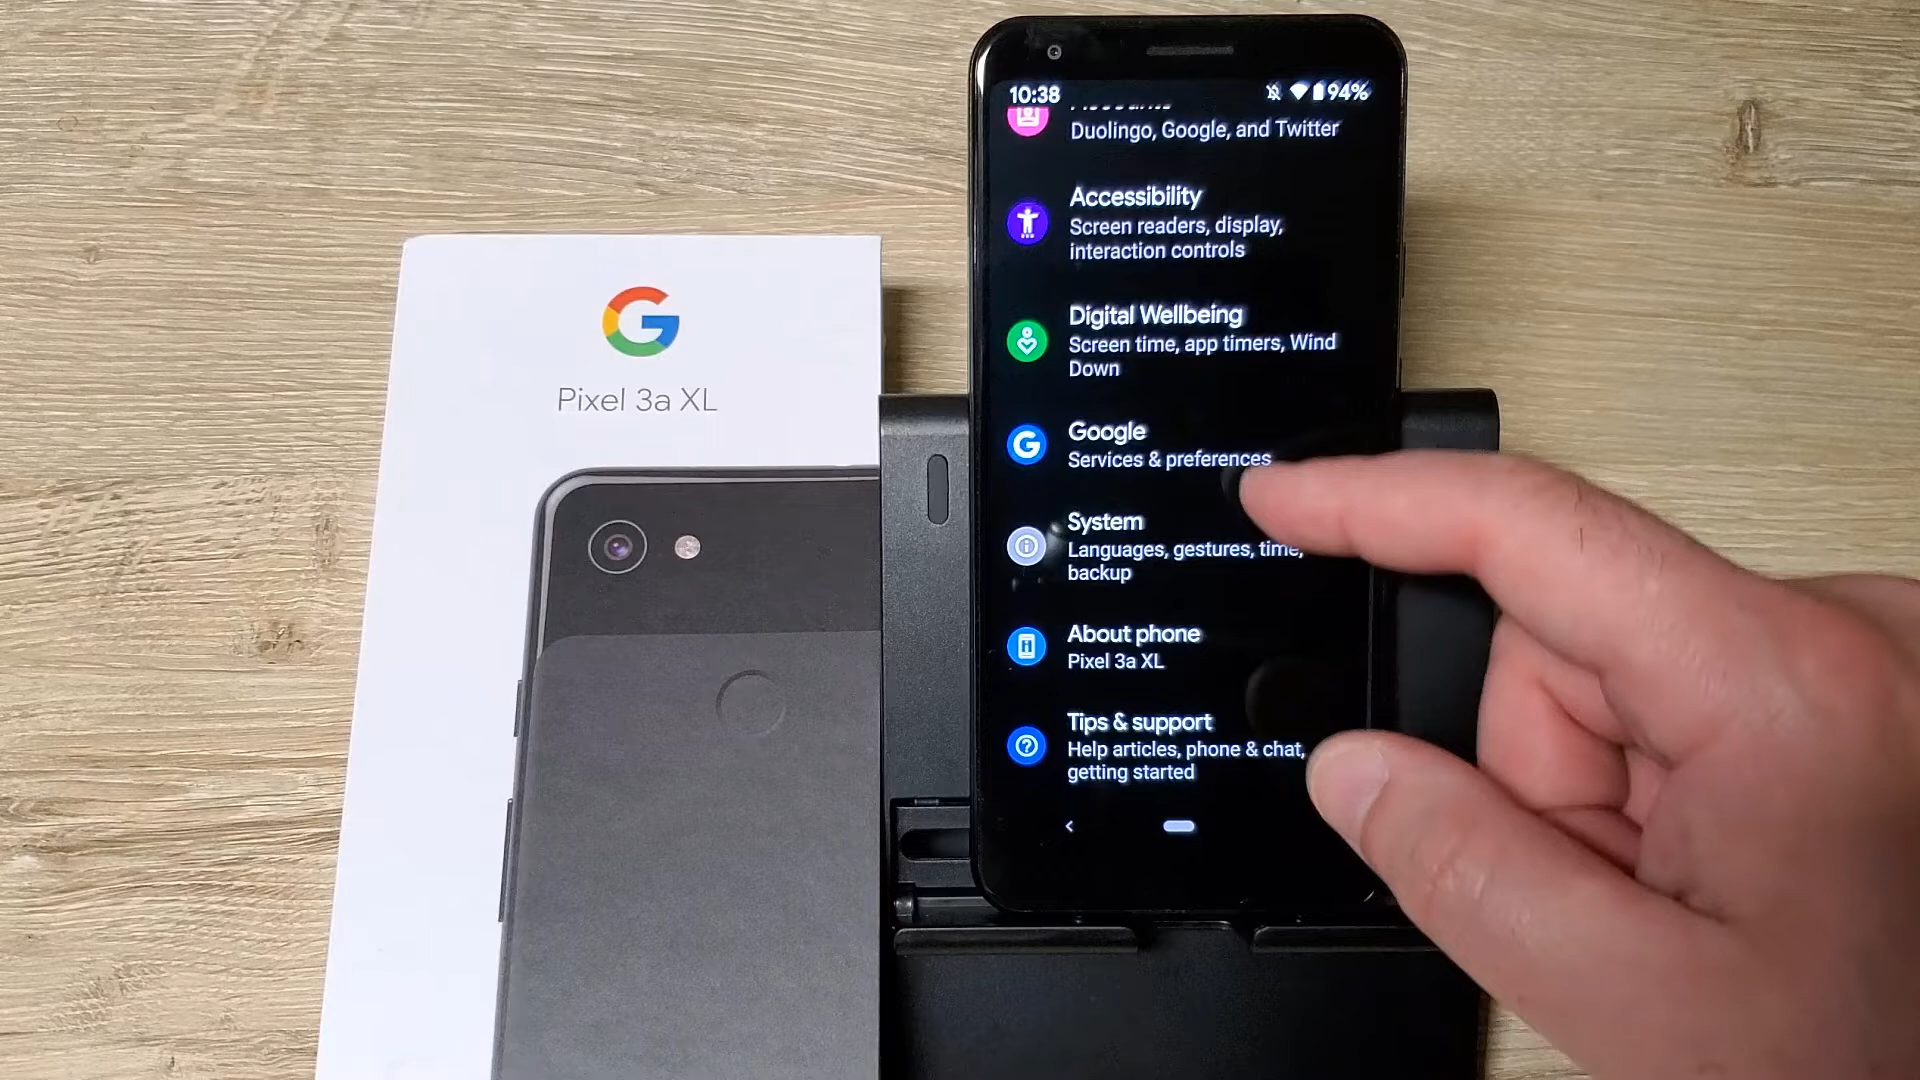 Pixel 3a XL
10:38
94%
Duolingo, Google, and Twitter
Accessibility
Screen readers, display,
interaction controls
Digital Wellbeing
Screen time, app timers, Wind
Down
Google
Services & preferences
System
Languages, gestures, time,
backup
About phone
Pixel 3a XL
Tips & support
Help articles, phone & chat,
getting started